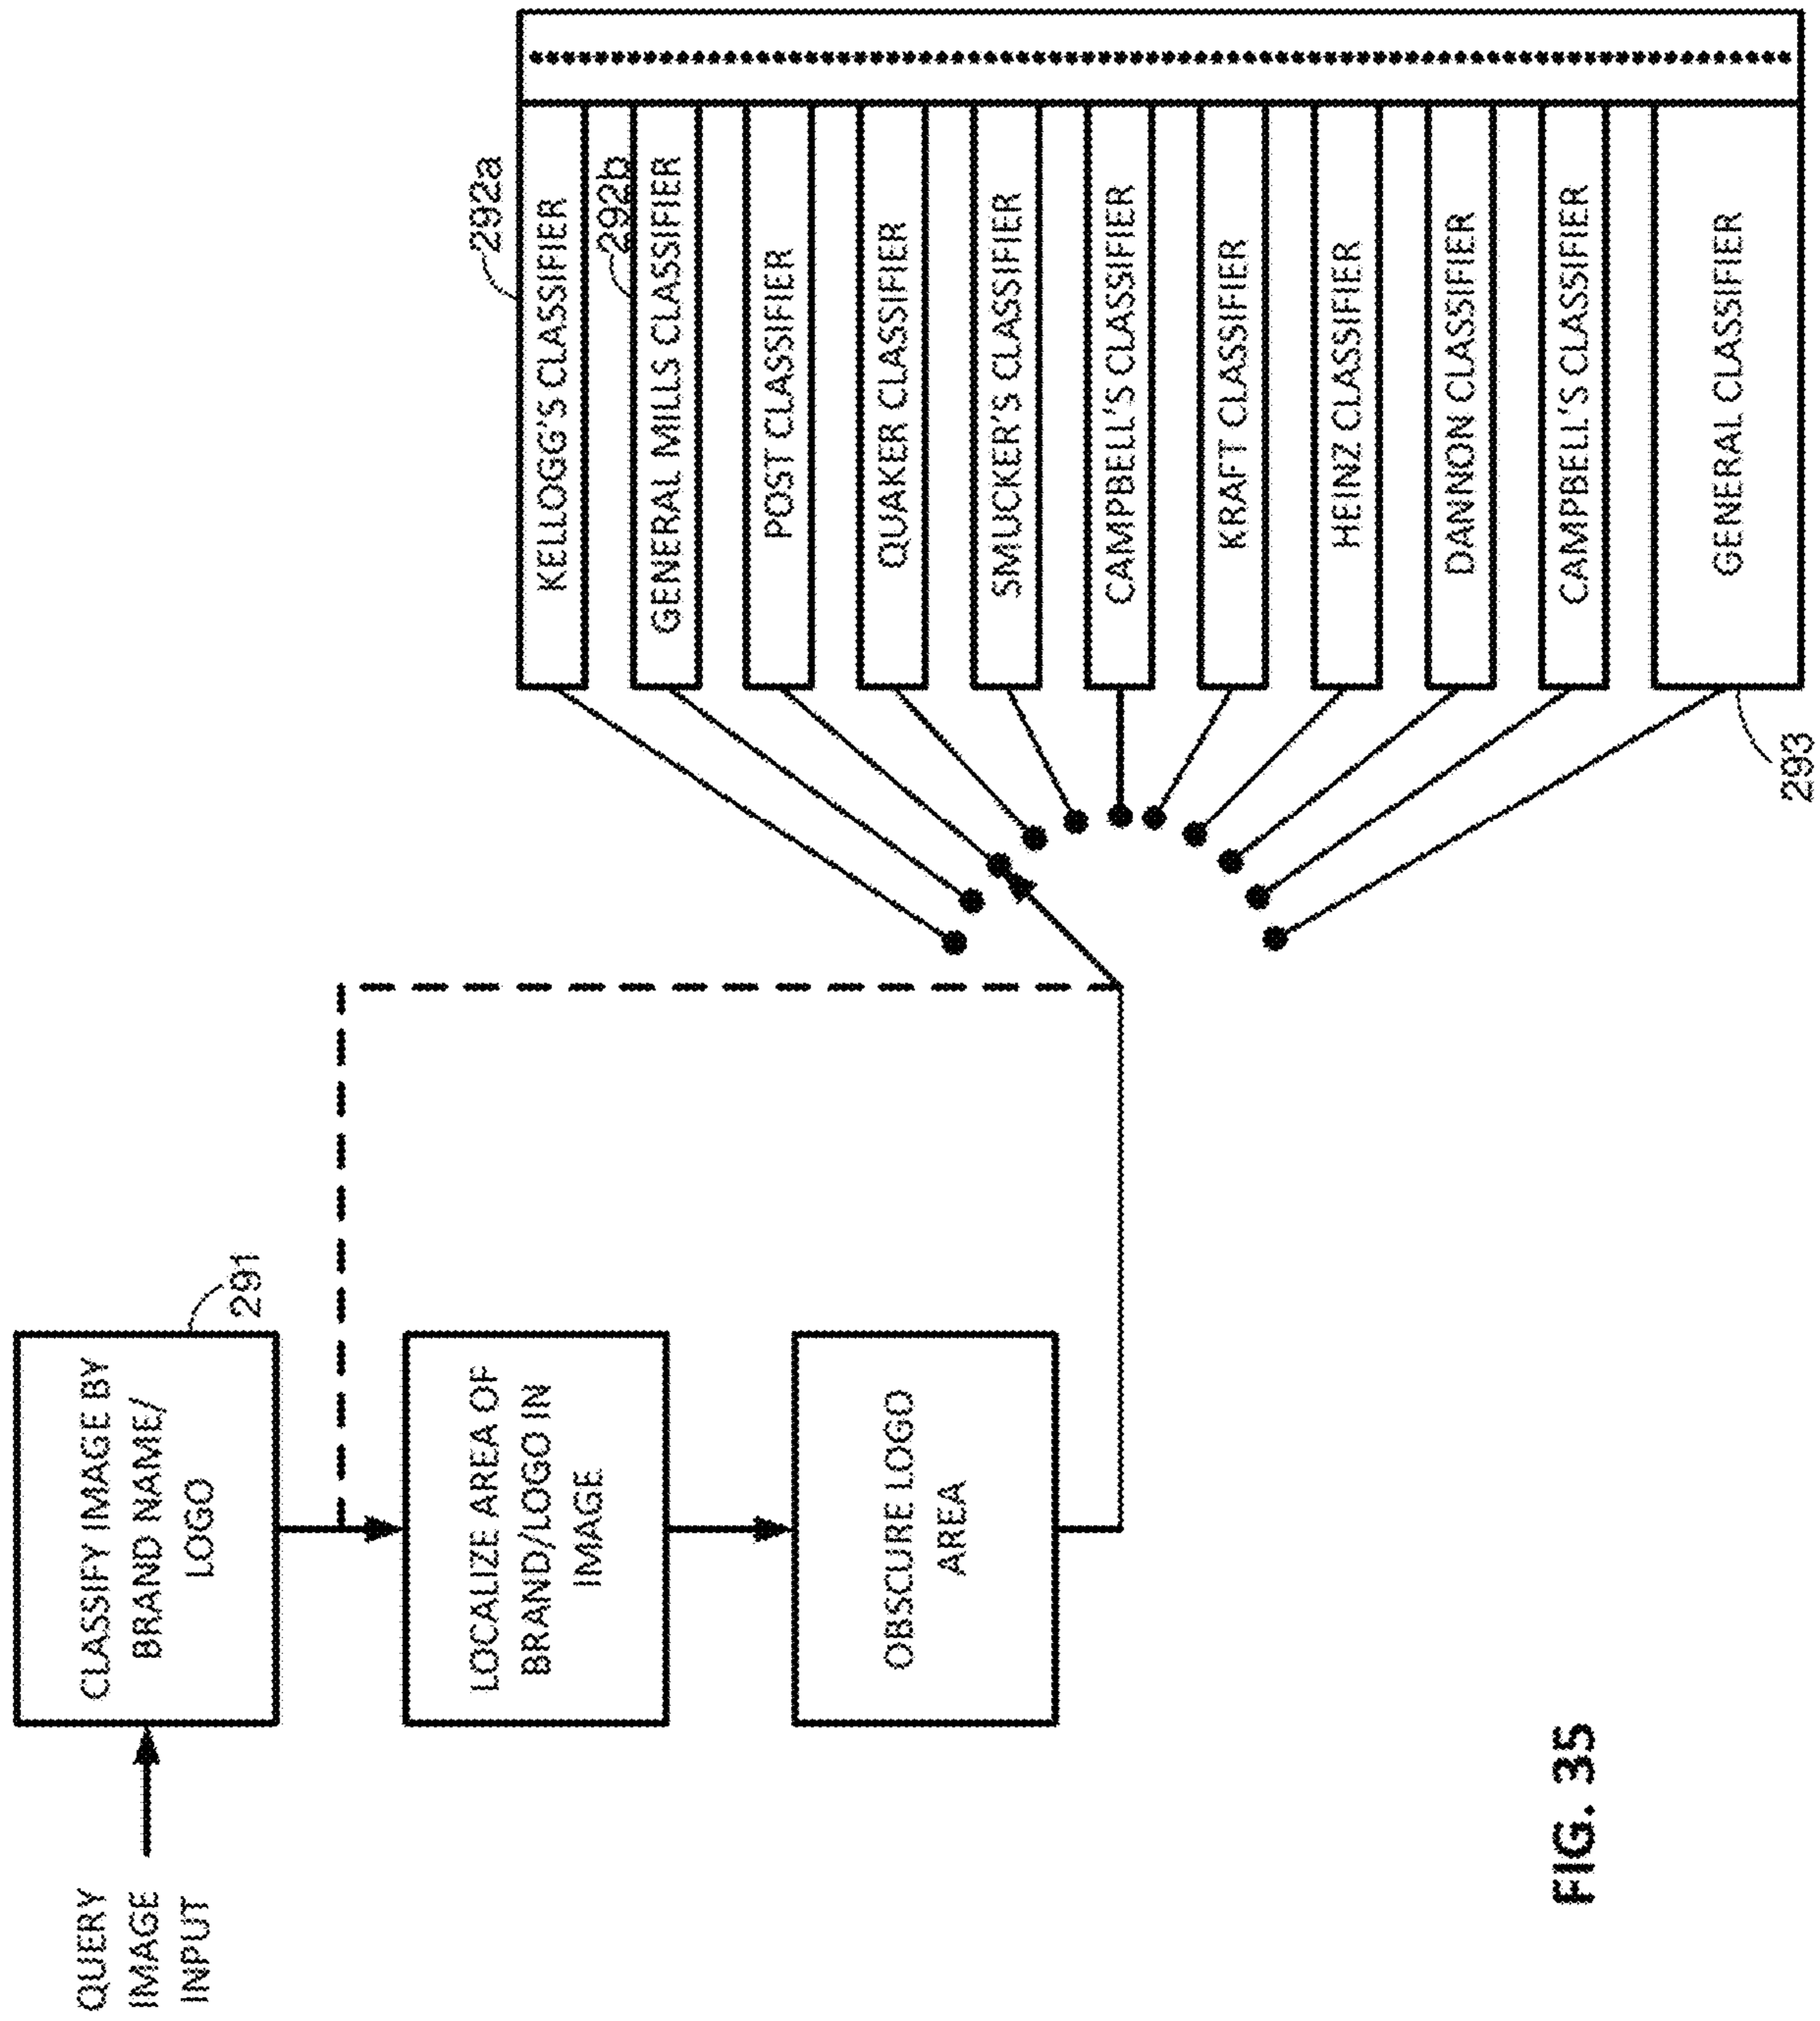 QUERY
IMAGE
INPUT
CLASSIFY IMAGE BY
BRAND NAME/
LOGO
291
LOCALIZE AREA OF
BRAND/LOGO IN
IMAGE
OBSCURE LOGO
AREA
292a
KELLOGG'S CLASSIFIER
292b
GENERAL MILLS CLASSIFIER
POST CLASSIFIER
QUAKER CLASSIFIER
SMUCKER'S CLASSIFIER
CAMPBELL'S CLASSIFIER
KRAFT CLASSIFIER
HEINZ CLASSIFIER
DANNON CLASSIFIER
CAMPBELL'S CLASSIFIER
GENERAL CLASSIFIER
293
FIG. 35